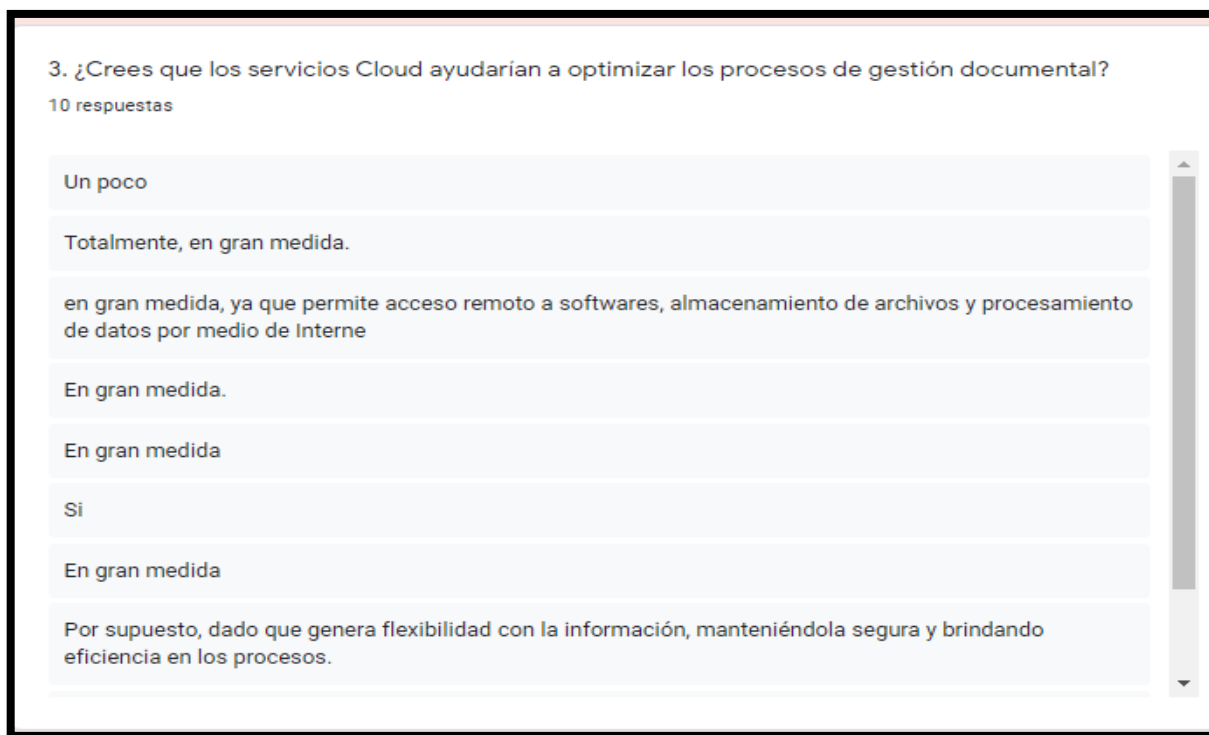 3. ¿Crees que los servicios Cloud ayudarían a optimizar los procesos de gestión documental?
10 respuestas
Un poco
Totalmente, en gran medida.
en gran medida, ya que permite acceso remoto a softwares, almacenamiento de archivos y procesamiento
de datos por medio de Interne
En gran medida.
En gran medida
Si
En gran medida
Por supuesto, dado que genera flexibilidad con la información, manteniéndola segura y brindando
eficiencia en los procesos.